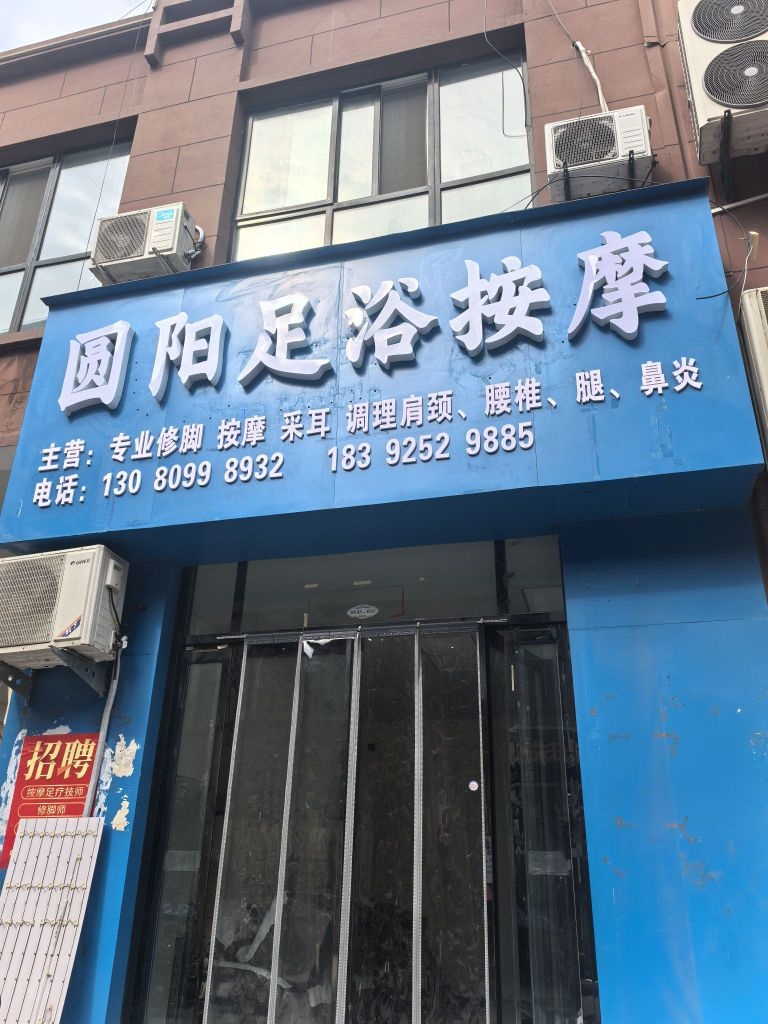 圆阳足浴按摩
主营：专业修脚 按摩 采耳 调理肩颈、腰椎、腿、鼻炎
电话：130 8099 8932 183 9252 9885
GREE
招聘
按摩足疗技师
修脚师